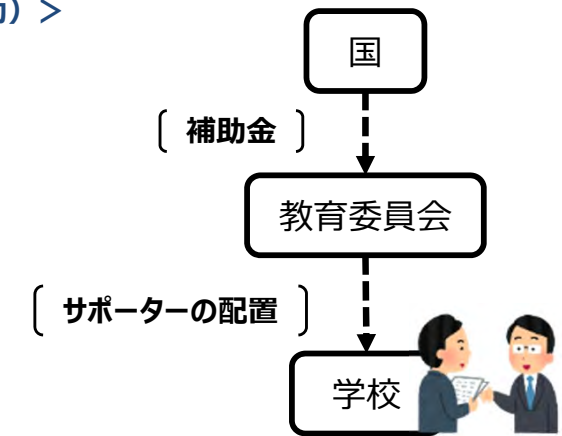 ）＞
国
〔 補助金 〕
教育委員会
〔 サポーターの配置 〕
学校